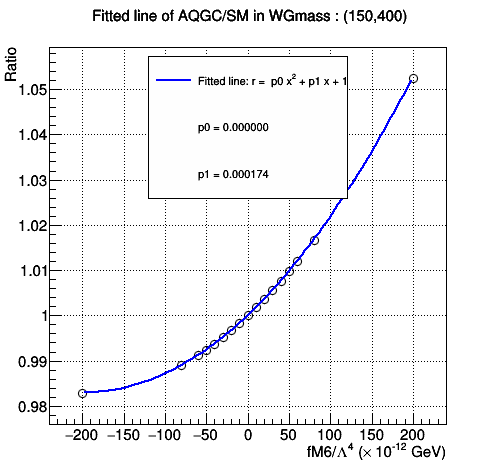 Fitted line of AQGC/SM in WGmass : (150,400)
Ratio
Fitted line: r = p0 x² + p1 x + 1
p0 = 0.000000
p1 = 0.000174
1.05
1.04
1.03
1.02
1.01
1
0.99
0.98
−200 −150 −100 −50 0 50 100 150 200
fM6/Λ⁴ (× 10⁻¹² GeV)